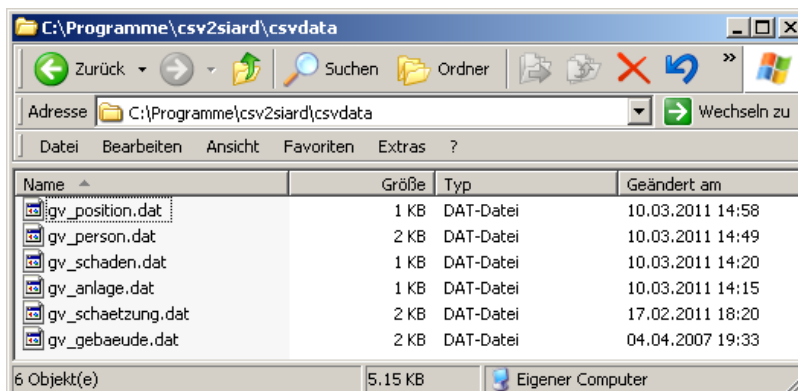 C:\Programme\csv2siard\csvdata
Zurück Suchen Ordner »
Adresse C:\Programme\csv2siard\csvdata Wechseln zu
Datei Bearbeiten Ansicht Favoriten Extras ?
Name Größe Typ Geändert am
gv_position.dat 1 KB DAT-Datei 10.03.2011 14:58
gv_person.dat 2 KB DAT-Datei 10.03.2011 14:49
gv_schaden.dat 1 KB DAT-Datei 10.03.2011 14:20
gv_anlage.dat 1 KB DAT-Datei 10.03.2011 14:15
gv_schaetzung.dat 2 KB DAT-Datei 17.02.2011 18:20
gv_gebaeude.dat 2 KB DAT-Datei 04.04.2007 19:33
6 Objekt(e) 5.15 KB Eigener Computer